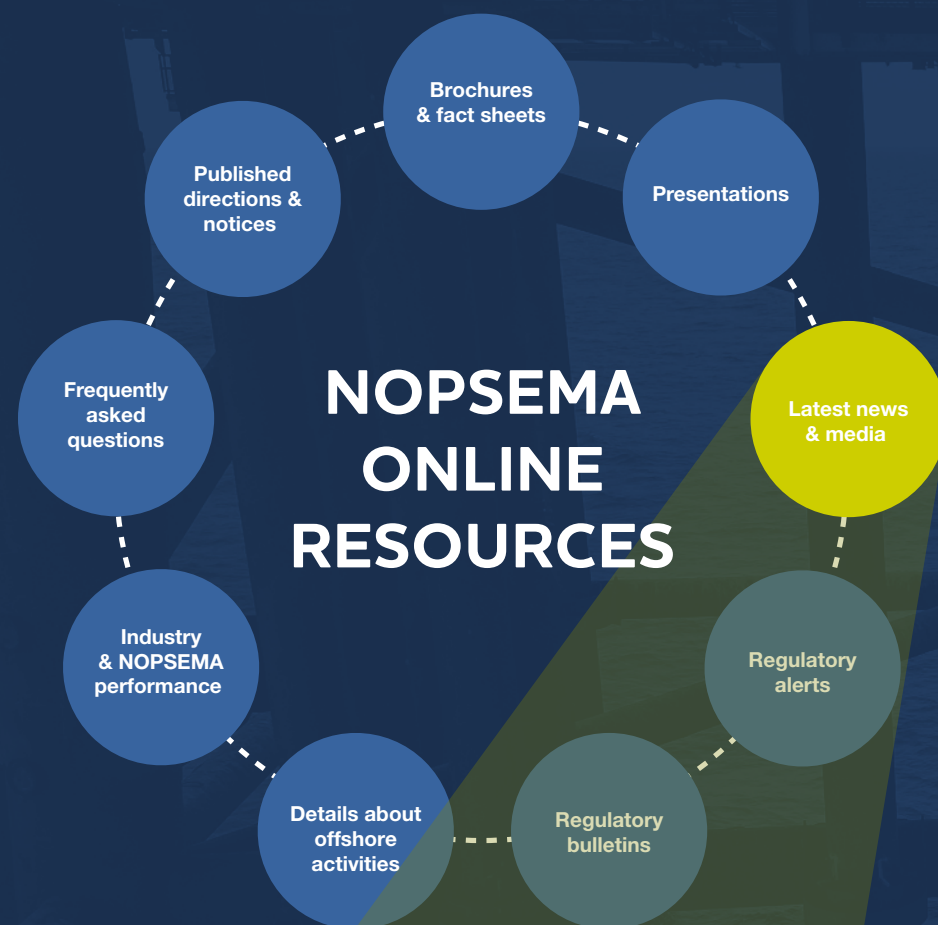 Brochures
& fact sheets
Published
directions &
notices
Presentations
Frequently
asked
questions
NOPSEMA
ONLINE
RESOURCES
Latest news
& media
Industry
& NOPSEMA
performance
Regulatory
alerts
Details about
offshore
activities
Regulatory
bulletins